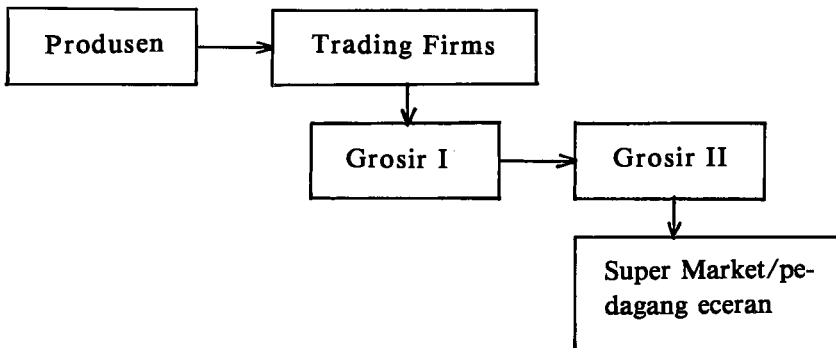 Produsen
Trading Firms
Grosir I
Grosir II
Super Market/pe-
dagang eceran